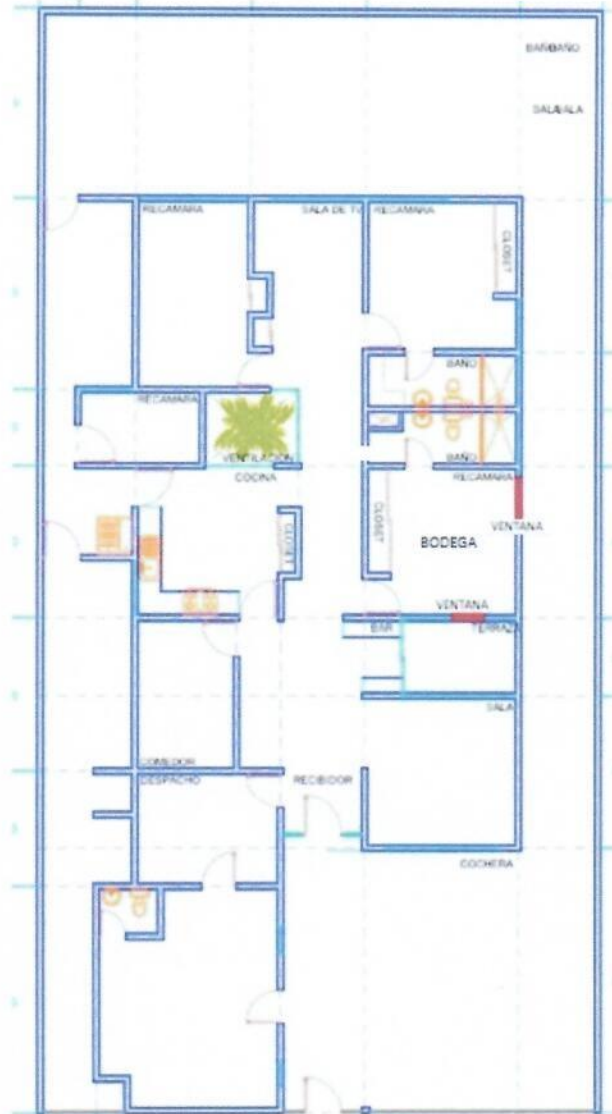 BAÑBAÑO
SALASALA
RECAMARA
SALA DE TV
RECAMARA
CLOSET
BAÑO
RECAMARA
VENTILACION
BAÑO
COCINA
RECAMARA
CLOSET
CLOSET
VENTANA
BODEGA
VENTANA
BAR
TERRAZA
SALA
COMEDOR
DESPACHO
RECIBIDOR
COCHERA